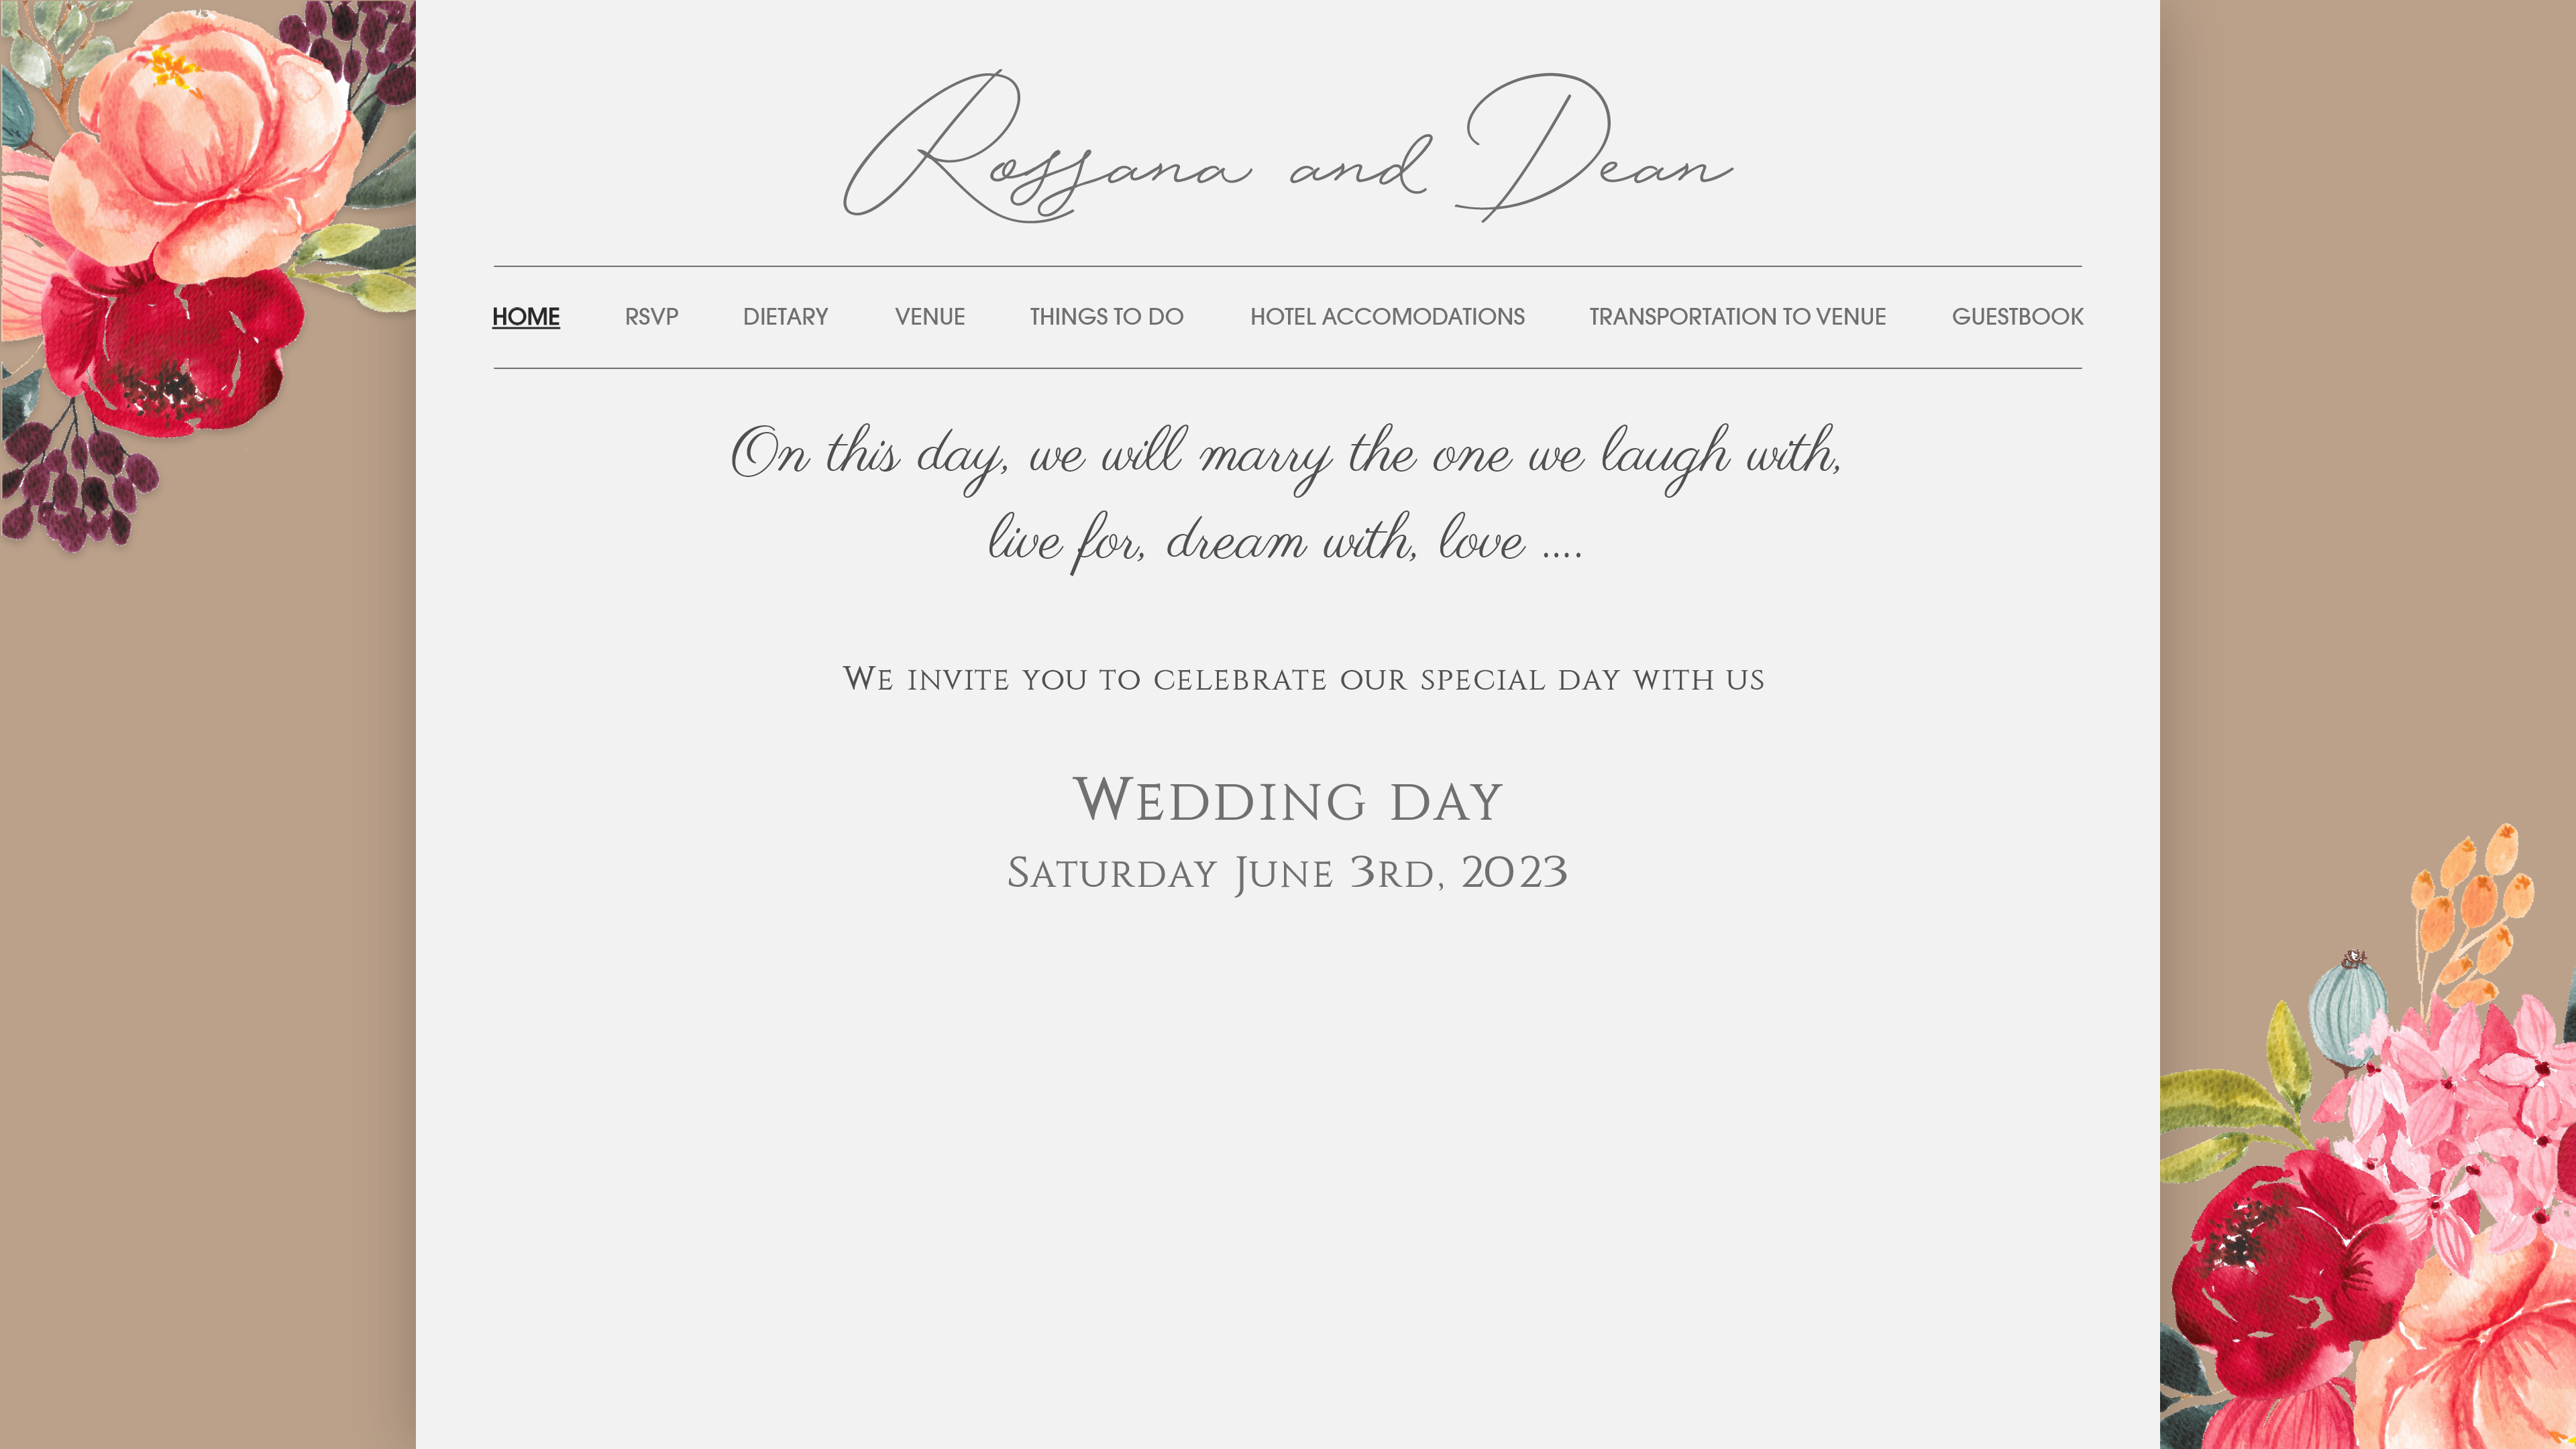 Rossana and Dean
HOME RSVP DIETARY VENUE THINGS TO DO HOTEL ACCOMODATIONS TRANSPORTATION TO VENUE GUESTBOOK
On this day, we will marry the one we laugh with,
live for, dream with, love ....
We invite you to celebrate our special day with us
Wedding day
Saturday June 3rd, 2023